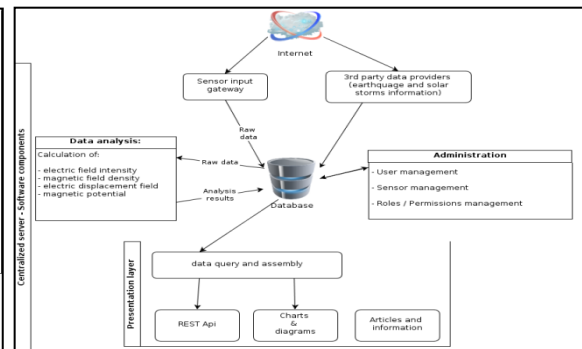 Internet
Sensor input
gateway
3rd party data providers
(earthquage and solar
storms information)
Raw
data
Data analysis:
Calculation of:
- electric field intensity
- magnetic field density
- electric displacement field
- magnetic potential
Raw data
Analysis
results
Database
Administration
- User management
- Sensor management
- Roles / Permissions management
Centralized server - Software components
Presentation layer
data query and assembly
REST Api
Charts
&
diagrams
Articles and
information